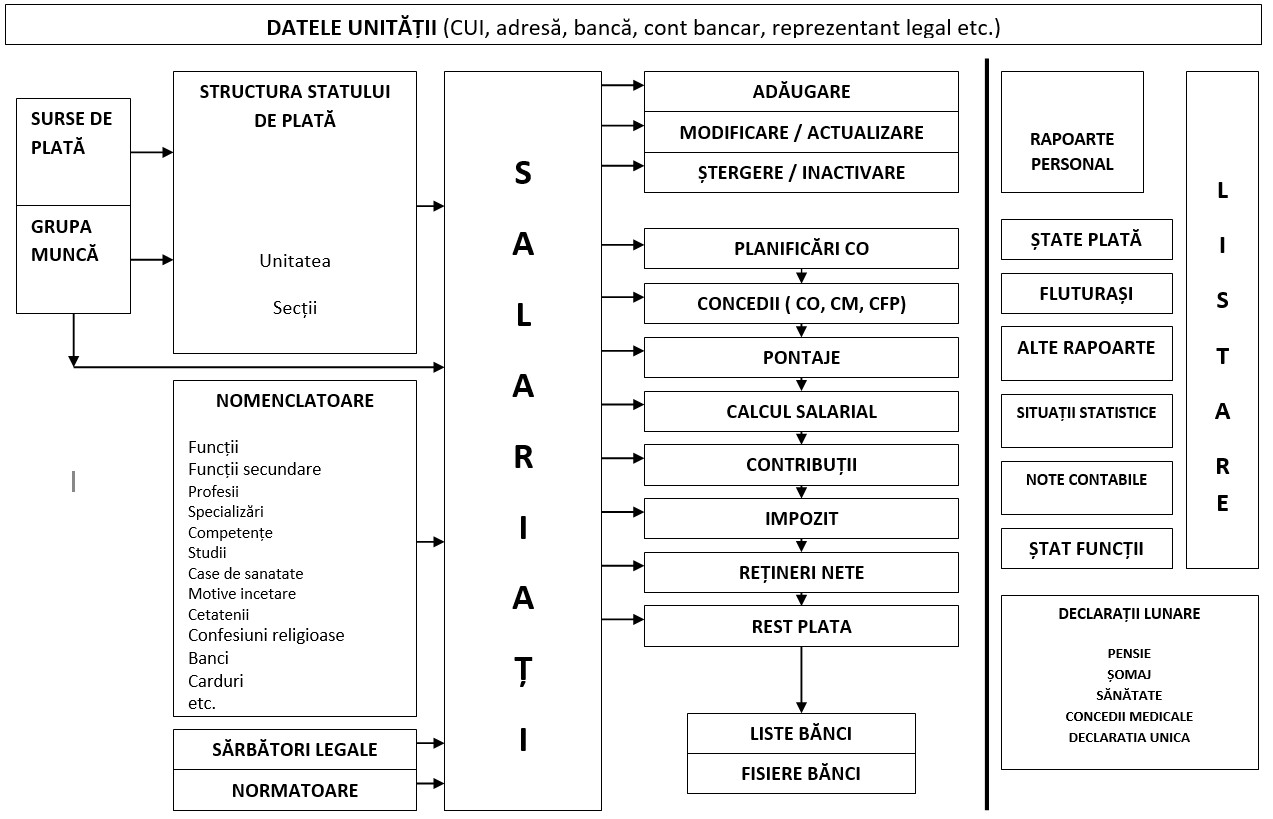 DATELE UNITĂȚII (CUI, adresă, bancă, cont bancar, reprezentant legal etc.)
SURSE DE
PLATĂ
GRUPA
MUNCĂ
STRUCTURA STATULUI
DE PLATĂ
Unitatea
Secții
NOMENCLATOARE
Funcții
Funcții secundare
Profesii
Specializări
Competențe
Studii
Case de sanatate
Motive incetare
Cetatenii
Confesiuni religioase
Banci
Carduri
etc.
SĂRBĂTORI LEGALE
NORMATOARE
S
A
L
A
R
I
A
Ț
I
ADĂUGARE
MODIFICARE / ACTUALIZARE
ȘTERGERE / INACTIVARE
PLANIFICĂRI CO
CONCEDII ( CO, CM, CFP)
PONTAJE
CALCUL SALARIAL
CONTRIBUȚII
IMPOZIT
REȚINERI NETE
REST PLATA
LISTE BĂNCI
FISIERE BĂNCI
RAPOARTE
PERSONAL
ȘTATE PLATĂ
FLUTURAȘI
ALTE RAPOARTE
SITUAȚII STATISTICE
NOTE CONTABILE
ȘTAT FUNCȚII
L
I
S
T
A
R
E
DECLARAȚII LUNARE
PENSIE
ȘOMAJ
SĂNĂTATE
CONCEDII MEDICALE
DECLARATIA UNICA